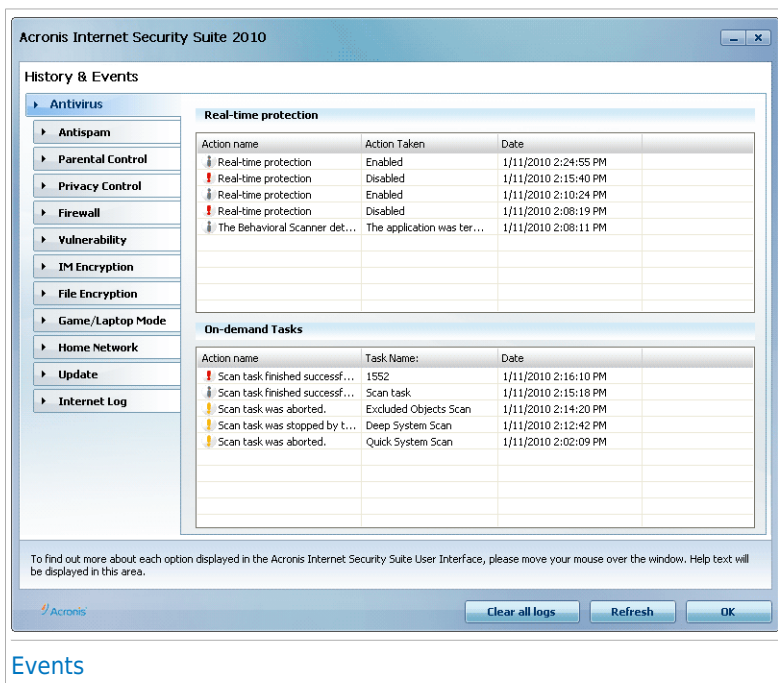 Acronis Internet Security Suite 2010
History & Events
Antivirus
Antispam
Parental Control
Privacy Control
Firewall
Vulnerability
IM Encryption
File Encryption
Game/Laptop Mode
Home Network
Update
Internet Log
Real-time protection
Action name Action Taken Date
Real-time protection Enabled 1/11/2010 2:24:55 PM
Real-time protection Disabled 1/11/2010 2:15:40 PM
Real-time protection Enabled 1/11/2010 2:10:24 PM
Real-time protection Disabled 1/11/2010 2:08:19 PM
The Behavioral Scanner det... The application was ter... 1/11/2010 2:08:11 PM
On-demand Tasks
Action name Task Name: Date
Scan task finished successf... 1552 1/11/2010 2:16:10 PM
Scan task finished successf... Scan task 1/11/2010 2:15:18 PM
Scan task was aborted. Excluded Objects Scan 1/11/2010 2:14:20 PM
Scan task was stopped by t... Deep System Scan 1/11/2010 2:12:42 PM
Scan task was aborted. Quick System Scan 1/11/2010 2:02:09 PM
To find out more about each option displayed in the Acronis Internet Security Suite User Interface, please move your mouse over the window. Help text will
be displayed in this area.
Acronis
Clear all logs Refresh OK
Events